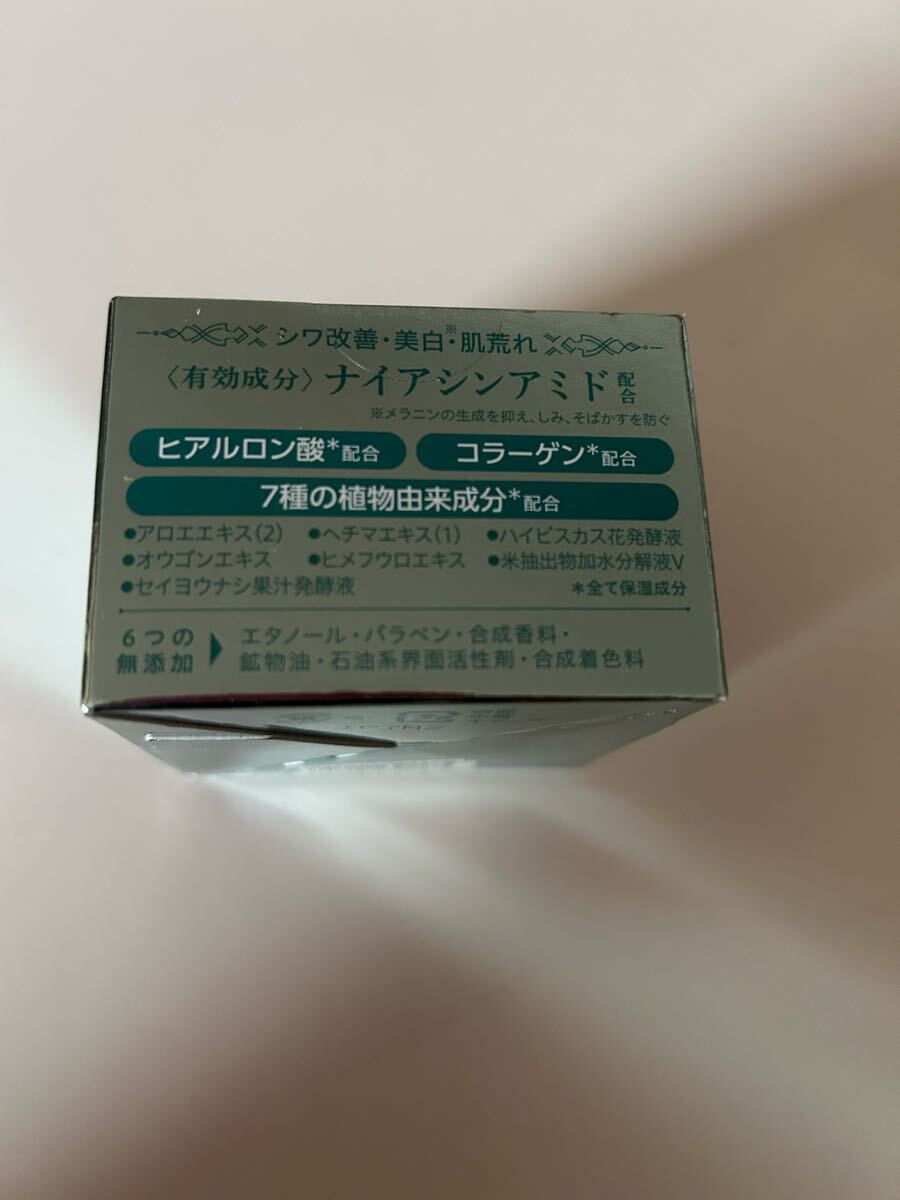 シワ改善・美白※・肌荒れ
〈有効成分〉ナイアシンアミド配合
※メラニンの生成を抑え、しみ、そばかすを防ぐ
ヒアルロン酸*配合 コラーゲン*配合
7種の植物由来成分*配合
●アロエエキス(2) ●ヘチマエキス(1) ●ハイビスカス花発酵液
●オウゴンエキス ●ヒメフウロエキス ●米抽出物加水分解液V
●セイヨウナシ果汁発酵液 *全て保湿成分
6つの無添加 ▶ エタノール・パラベン・合成香料・
鉱物油・石油系界面活性剤・合成着色料